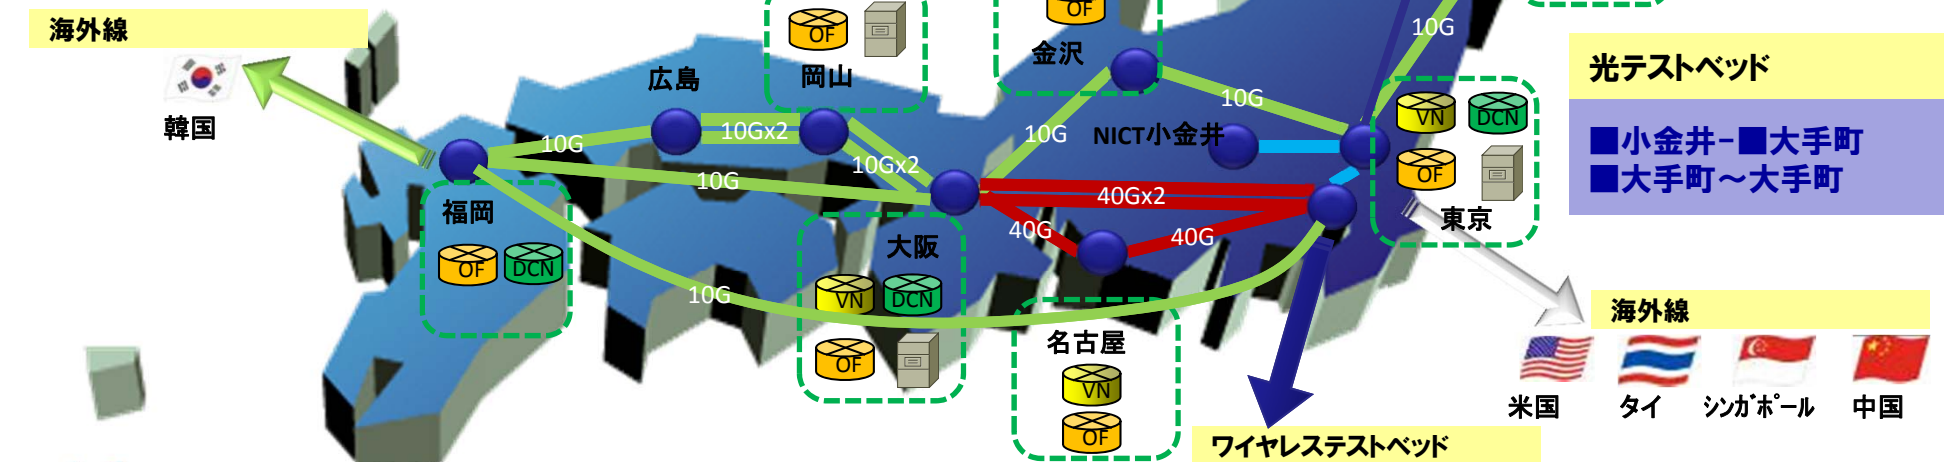 海外線
韓国
広島
OF
岡山
OF
金沢
10G
光テストベッド
■小金井-■大手町
■大手町~大手町
10G
10Gx2
10Gx2
10G
10G
10G
NICT小金井
VN
DCN
OF
東京
福岡
OF
DCN
40Gx2
40G
40G
大阪
VN
DCN
OF
10G
名古屋
VN
OF
海外線
米国
タイ
シンガポール
中国
ワイヤレステストベッド